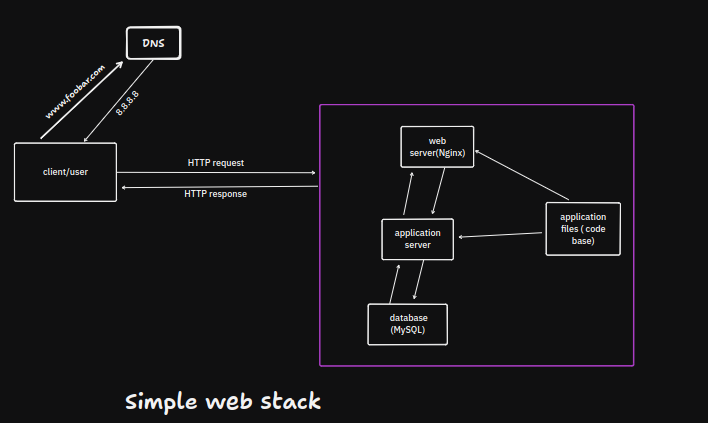 DNS
www.foobar.com
8.8.8.8
client/user
HTTP request
HTTP response
web
server(Nginx)
application
server
application
files ( code
base)
database
(MySQL)
Simple web stack